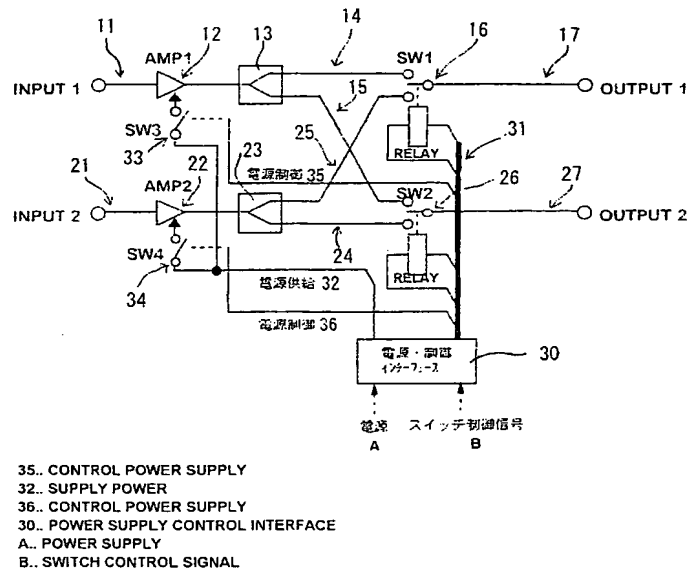 11
AMP1
12
13
14
SW1
16
17
INPUT 1
OUTPUT 1
15
SW3
33
25
RELAY
31
電源制御 35
21
AMP2
22
23
SW2
26
27
INPUT 2
OUTPUT 2
24
SW4
34
電源供給 32
RELAY
電源制御 36
電源・制御
インターフェース
30
電源
A
スイッチ制御信号
B
35.. CONTROL POWER SUPPLY
32.. SUPPLY POWER
36.. CONTROL POWER SUPPLY
30.. POWER SUPPLY CONTROL INTERFACE
A.. POWER SUPPLY
B.. SWITCH CONTROL SIGNAL